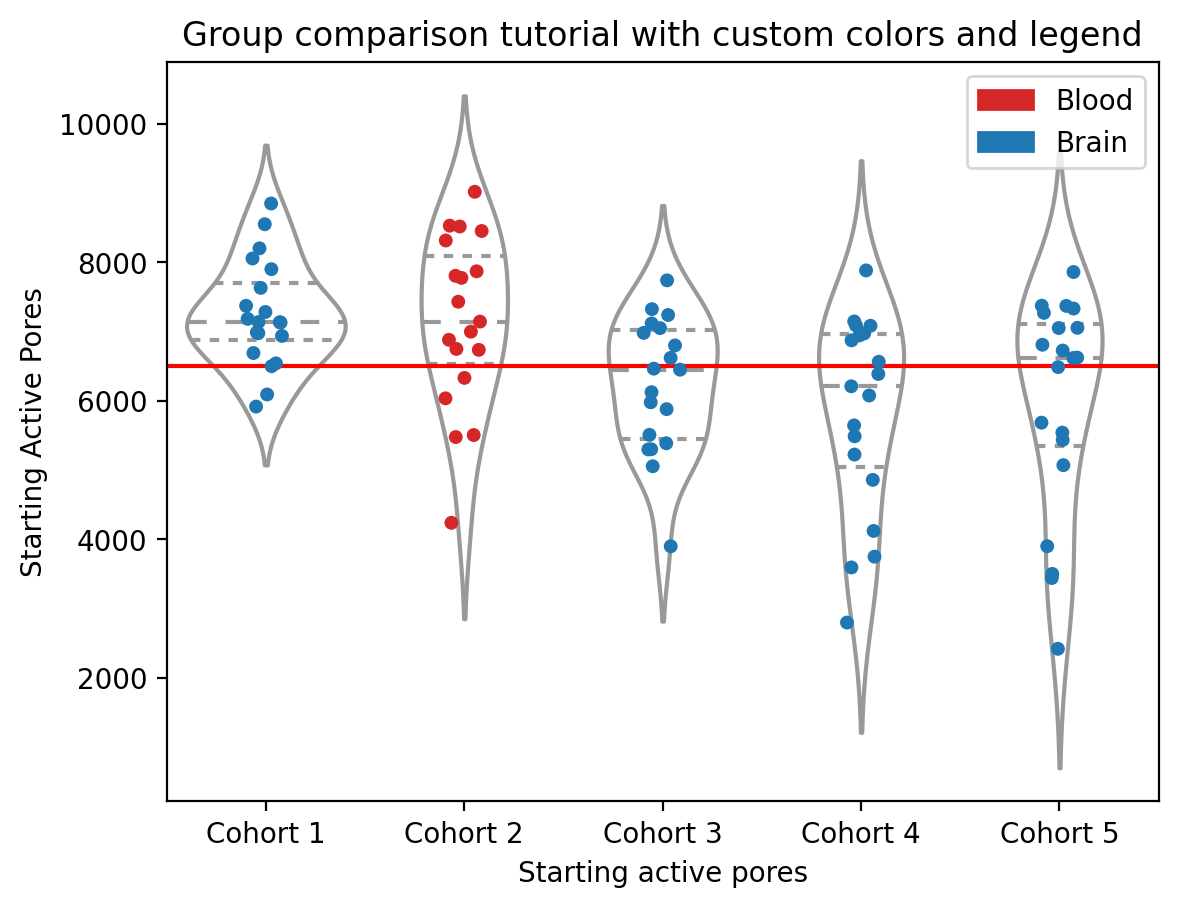 Group comparison tutorial with custom colors and legend
Blood
Brain
10000
8000
6000
4000
2000
Starting Active Pores
Cohort 1
Cohort 2
Cohort 3
Cohort 4
Cohort 5
Starting active pores